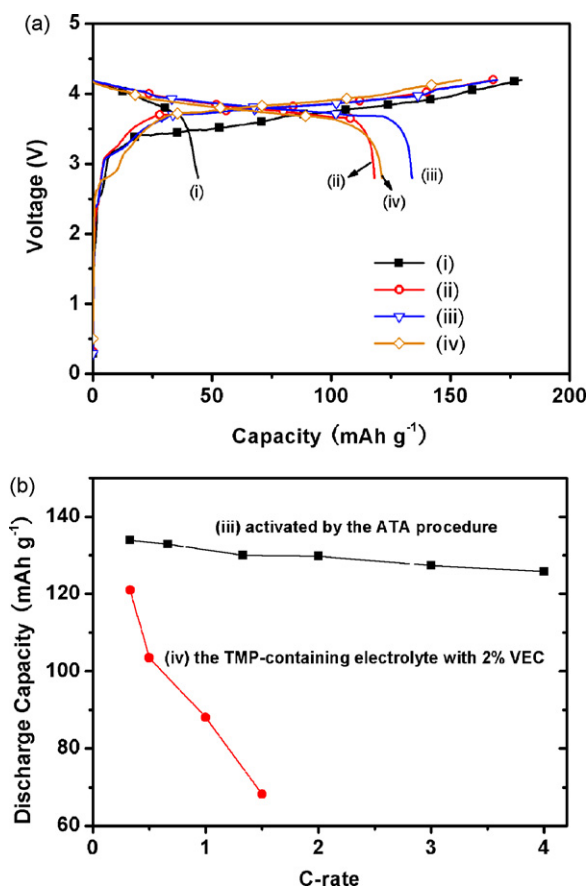 (a)
5
4
3
2
1
0
Voltage (V)
(i)
(ii)
(iv)
(iii)
(i)
(ii)
(iii)
(iv)
0 50 100 150 200
Capacity (mAh g⁻¹)
(b)
140
120
100
80
60
Discharge Capacity (mAh g⁻¹)
(iii) activated by the ATA procedure
(iv) the TMP-containing electrolyte with 2% VEC
0 1 2 3 4
C-rate